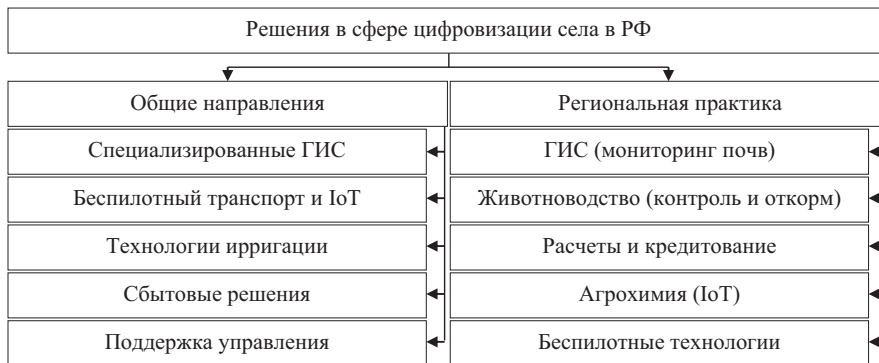 Решения в сфере цифровизации села в РФ
Общие направления
Региональная практика
Специализированные ГИС
ГИС (мониторинг почв)
Беспилотный транспорт и IoT
Животноводство (контроль и откорм)
Технологии ирригации
Расчеты и кредитование
Сбытовые решения
Агрохимия (IoT)
Поддержка управления
Беспилотные технологии